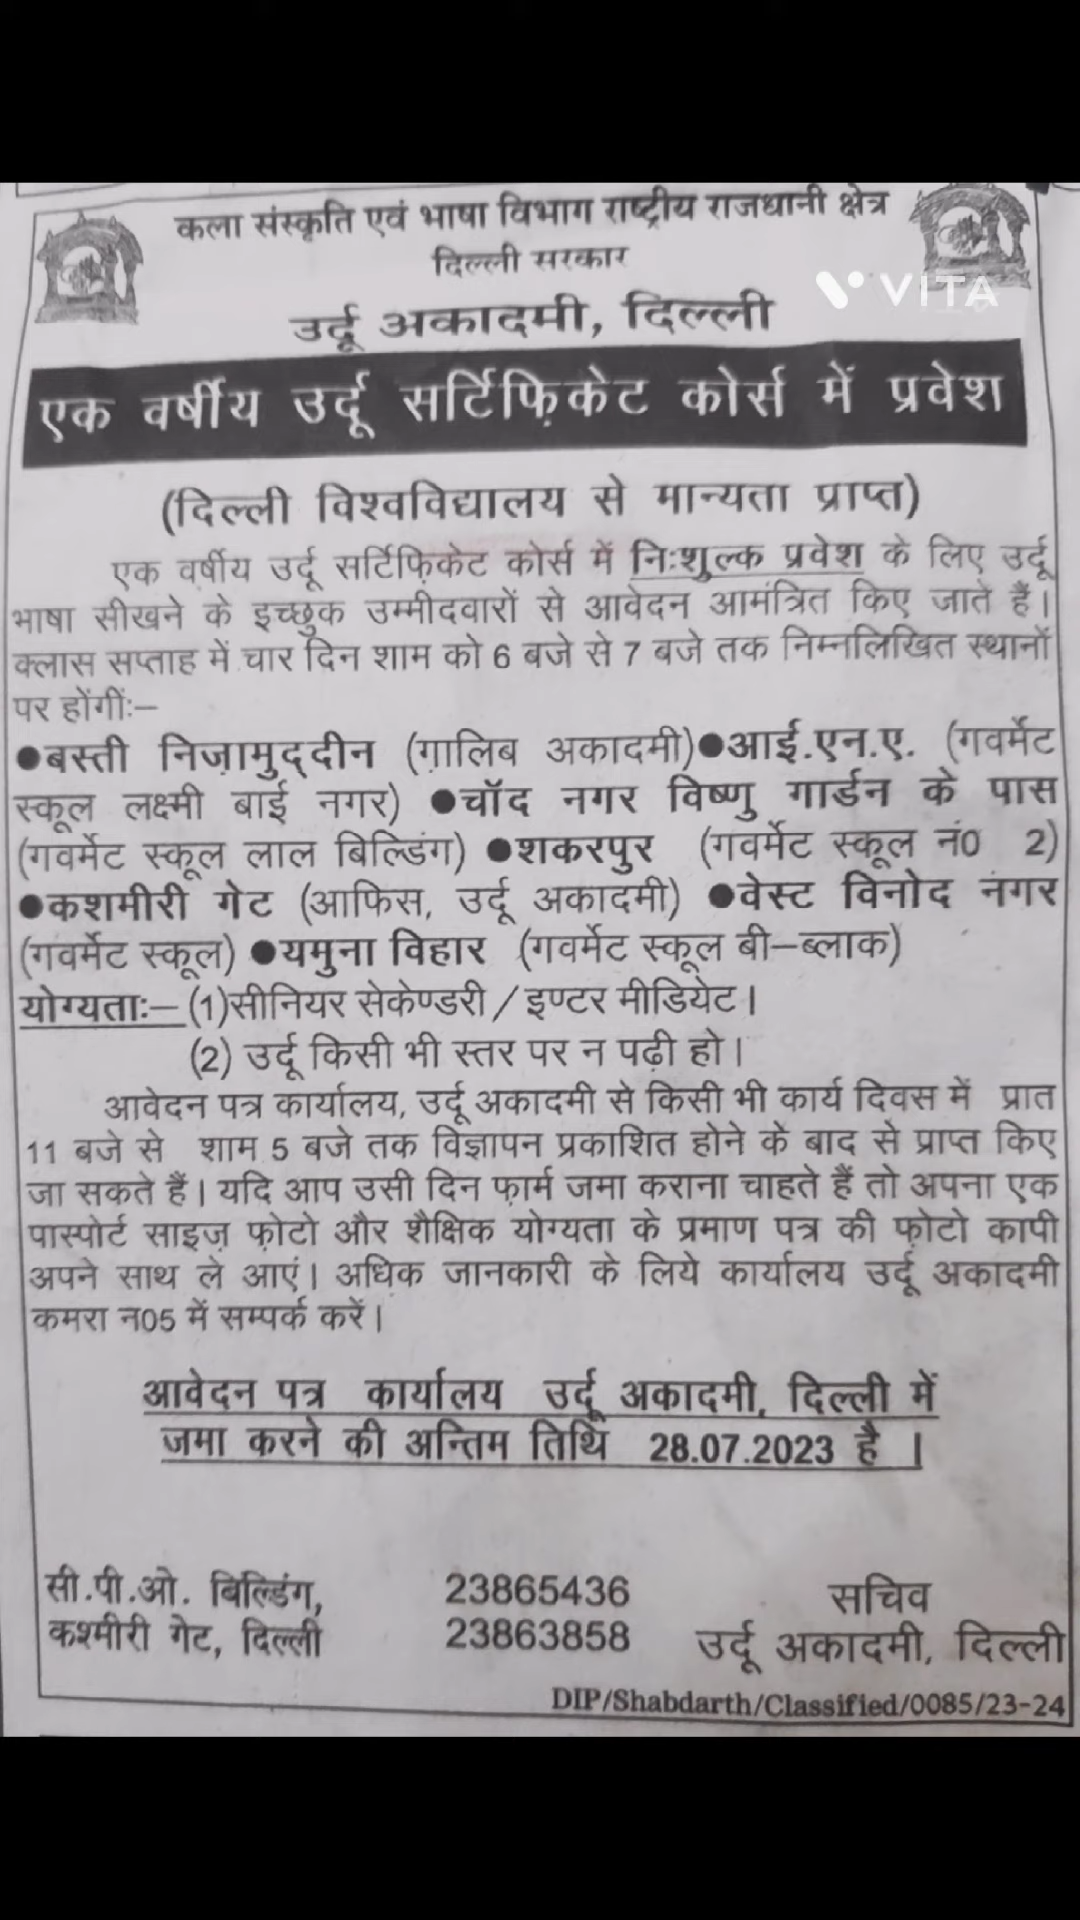 कला संस्कृति एवं भाषा विभाग राष्ट्रीय राजधानी क्षेत्र
दिल्ली सरकार
VITA
उर्दू अकादमी, दिल्ली
एक वर्षीय उर्दू सर्टिफ़िकेट कोर्स में प्रवेश
(दिल्ली विश्वविद्यालय से मान्यता प्राप्त)
एक वर्षीय उर्दू सर्टिफ़िकेट कोर्स में निःशुल्क प्रवेश के लिए उर्दू
भाषा सीखने के इच्छुक उम्मीदवारों से आवेदन आमंत्रित किए जाते हैं।
क्लास सप्ताह में चार दिन शाम को 6 बजे से 7 बजे तक निम्नलिखित स्थानों
पर होंगीः–
●बस्ती निज़ामुद्दीन (ग़ालिब अकादमी)●आई.एन.ए. (गवर्मेंट
स्कूल लक्ष्मी बाई नगर) ●चॉद नगर विष्णु गार्डन के पास
(गवर्मेट स्कूल लाल बिल्डिंग) ●शकरपुर (गवर्मेट स्कूल नं0 2)
●कशमीरी गेट (आफिस, उर्दू अकादमी) ●वेस्ट विनोद नगर
(गवर्मेट स्कूल) ●यमुना विहार (गवर्मेट स्कूल बी–ब्लाक)
योग्यताः– (1)सीनियर सेकेण्डरी / इण्टर मीडियेट।
(2) उर्दू किसी भी स्तर पर न पढ़ी हो।
आवेदन पत्र कार्यालय, उर्दू अकादमी से किसी भी कार्य दिवस में प्रात
11 बजे से शाम 5 बजे तक विज्ञापन प्रकाशित होने के बाद से प्राप्त किए
जा सकते हैं। यदि आप उसी दिन फ़ार्म जमा कराना चाहते हैं तो अपना एक
पास्पोर्ट साइज़ फ़ोटो और शैक्षिक योग्यता के प्रमाण पत्र की फ़ोटो कापी
अपने साथ ले आएं। अधिक जानकारी के लिये कार्यालय उर्दू अकादमी
कमरा न05 में सम्पर्क करें।
आवेदन पत्र कार्यालय उर्दू अकादमी, दिल्ली में
जमा करने की अन्तिम तिथि 28.07.2023 है ।
सी.पी.ओ. बिल्डिंग, 23865436 सचिव
कश्मीरी गेट, दिल्ली 23863858 उर्दू अकादमी, दिल्ली
DIP/Shabdarth/Classified/0085/23-24